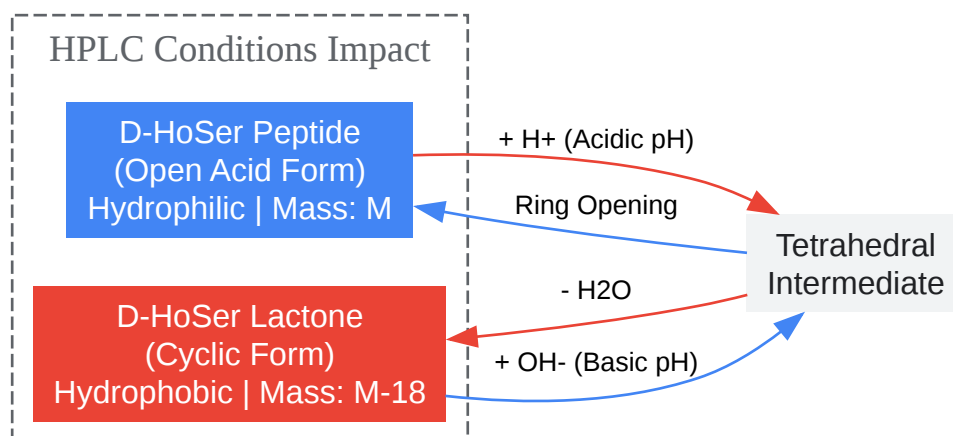 HPLC Conditions Impact
D-HoSer Peptide
(Open Acid Form)
Hydrophilic | Mass: M
+ H+ (Acidic pH)
Ring Opening
Tetrahedral
Intermediate
- H2O
D-HoSer Lactone
(Cyclic Form)
Hydrophobic | Mass: M-18
+ OH- (Basic pH)